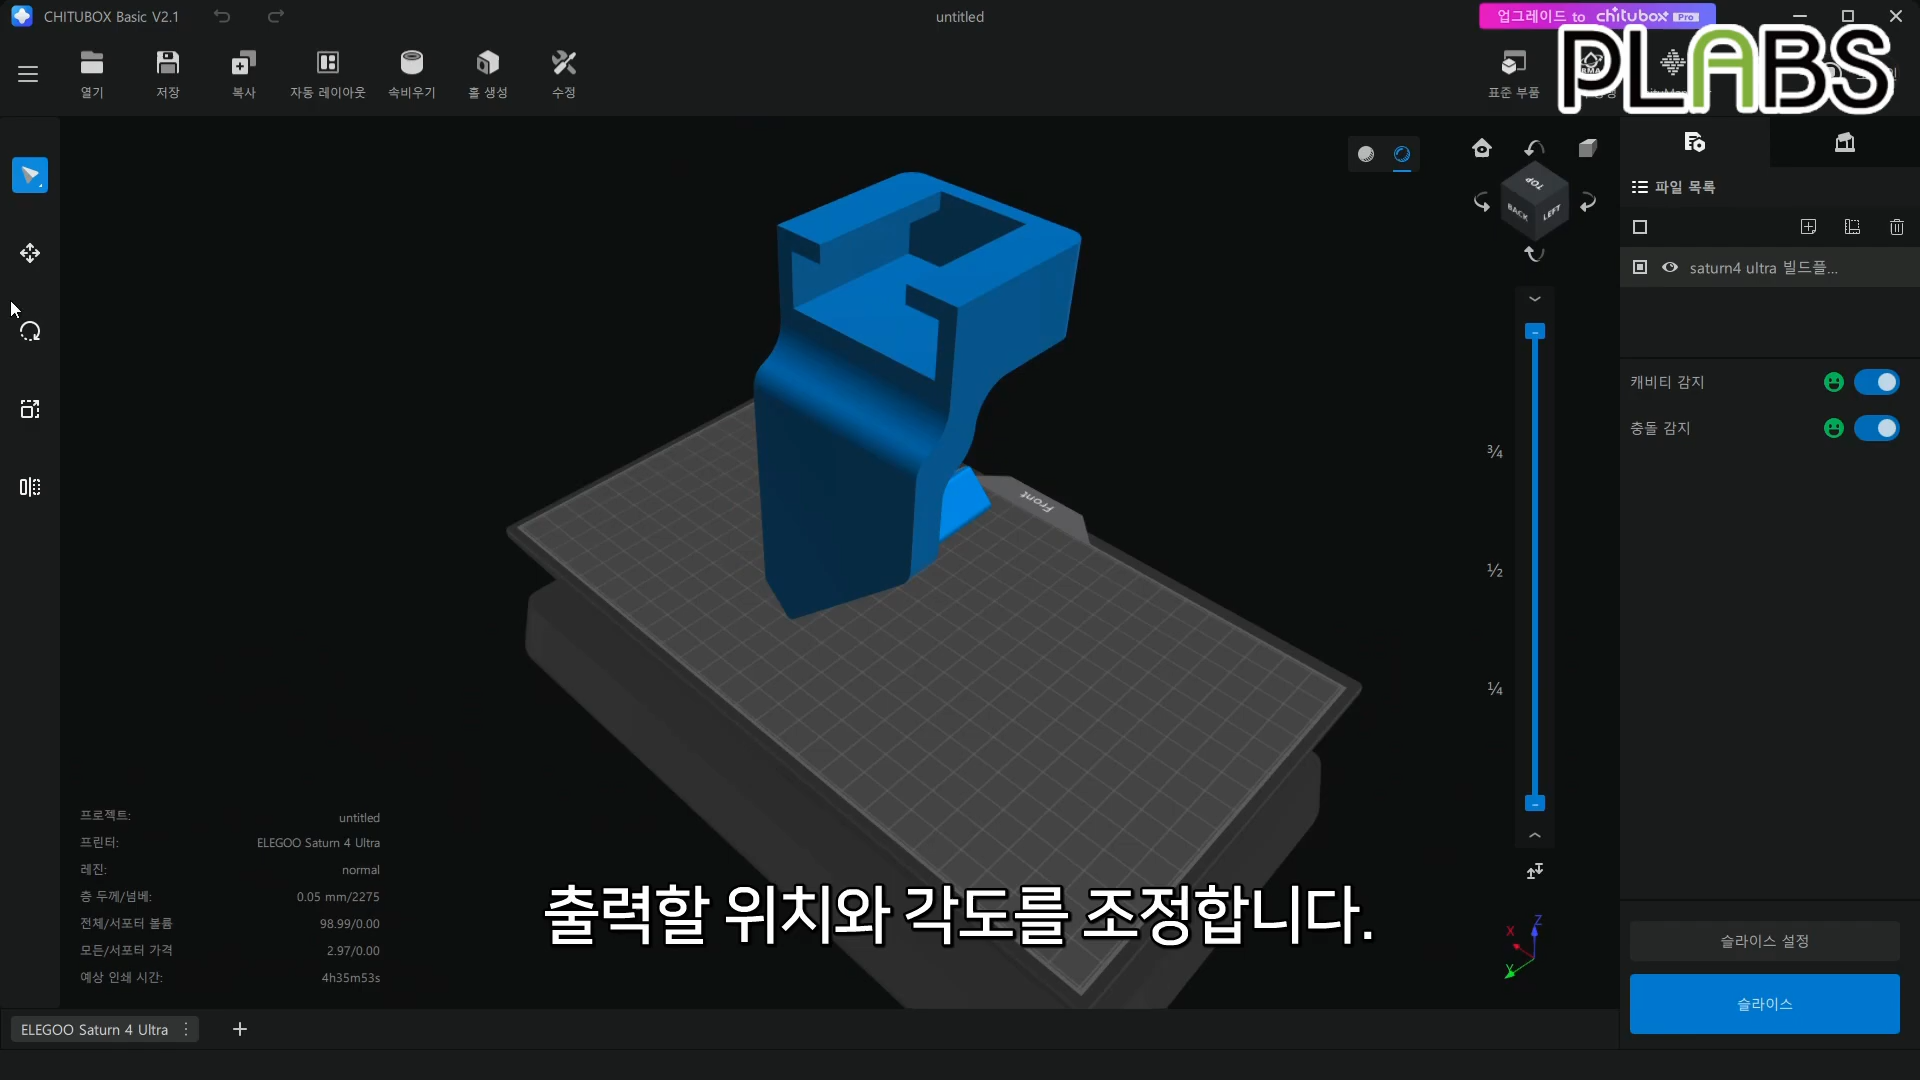 CHITUBOX Basic V2.1
untitled
업그레이드 to chitubox Pro
PLABS
열기
저장
복사
자동 레이아웃
속비우기
홀 생성
수정
표준 부품
TOP
BACK
LEFT
Front
파일 목록
saturn4 ultra 빌드플...
캐비티 감지
충돌 감지
3/4
1/2
1/4
프로젝트: untitled
프린터: ELEGOO Saturn 4 Ultra
레진: normal
층 두께/넘베: 0.05 mm/2275
전체/서포터 볼륨 98.99/0.00
모든/서포터 가격 2.97/0.00
예상 인쇄 시간: 4h35m53s
출력할 위치와 각도를 조정합니다.
X
Z
Y
슬라이스 설정
슬라이스
ELEGOO Saturn 4 Ultra